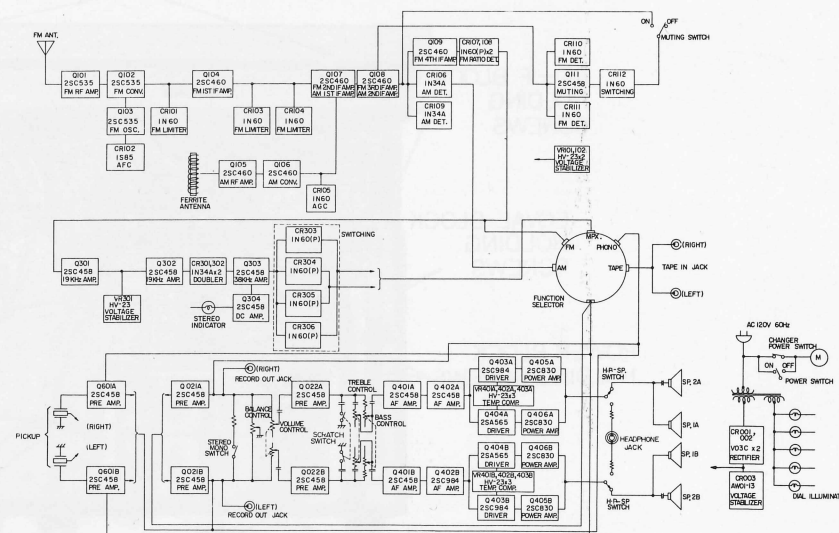 FM ANT.
Q101
2SC535
FM RF AMP.
Q102
2SC535
FM CONV.
Q103
2SC535
FM OSC.
CR102
IS85
AFC
CR101
IN60
FM LIMITER
Q104
2SC460
FM IST IF AMP.
CR103
IN60
FM LIMITER
CR104
IN60
FM LIMITER
Q107
2SC460
FM 2ND IF AMP.
AM IST IF AMP.
Q108
2SC460
FM 3RD IF AMP.
AM 2ND IF AMP.
Q109
2SC460
FM 4TH IF AMP.
CR107,108
IN60(P)x2
FM RATIO DET.
CR106
IN34A
AM DET.
CR109
IN34A
AM DET.
CR110
IN60
FM DET.
Q111
2SC458
MUTING
CR112
IN60
SWITCHING
CR111
IN60
FM DET.
ON OFF
MUTING SWITCH
VR101,102
HV-23x2
VOLTAGE
STABILIZER
FERRITE
ANTENNA
Q105
2SC460
AM RF AMP.
Q106
2SC460
AM CONV.
CR105
IN60
AGC
Q301
2SC458
19KHz AMP.
VR301
HV-23
VOLTAGE
STABILIZER
Q302
2SC458
19KHz AMP.
CR301,302
IN34Ax2
DOUBLER
Q303
2SC458
38KHz AMP.
Q304
2SC458
DC AMP.
STEREO
INDICATOR
CR303
IN60(P)
CR304
IN60(P)
CR305
IN60(P)
CR306
IN60(P)
SWITCHING
MPX.
FM
PHONO
AM
TAPE
FUNCTION
SELECTOR
(RIGHT)
TAPE IN JACK
(LEFT)
AC 120V 60Hz
CHANGER
POWER SWITCH
M
ON OFF
POWER SWITCH
CR001,
002
V03C x 2
RECTIFIER
CR003
AW01-13
VOLTAGE
STABILIZER
DIAL ILLUMINAT
PICKUP
(RIGHT)
(LEFT)
Q601A
2SC458
PRE AMP.
Q601B
2SC458
PRE AMP.
Q021A
2SC458
PRE AMP.
Q021B
2SC458
PRE AMP.
(RIGHT)
RECORD OUT JACK
STEREO
MONO
SWITCH
BALANCE
CONTROL
VOLUME
CONTROL
(LEFT)
RECORD OUT JACK
Q022A
2SC458
PRE AMP.
Q022B
2SC458
PRE AMP.
TREBLE
CONTROL
SCRATCH
SWITCH
BASS
CONTROL
Q401A
2SC458
AF AMP.
Q402A
2SC458
AF AMP.
Q401B
2SC458
AF AMP.
Q402B
2SC984
AF AMP.
Q403A
2SC984
DRIVER
Q405A
2SC830
POWER AMP.
VR401A, 402A, 403A
HV-23x3
TEMP. COMP.
Q404A
2SA565
DRIVER
Q406A
2SC830
POWER AMP.
Q404B
2SA565
DRIVER
Q406B
2SC830
POWER AMP.
VR401B, 402B, 403B
HV-23x3
TEMP. COMP.
Q403B
2SC984
DRIVER
Q405B
2SC830
POWER AMP.
H.P.-SP.
SWITCH
HEADPHONE
JACK
H.P.-SP
SWITCH
SP, 2A
SP, 1A
SP, 1B
SP, 2B